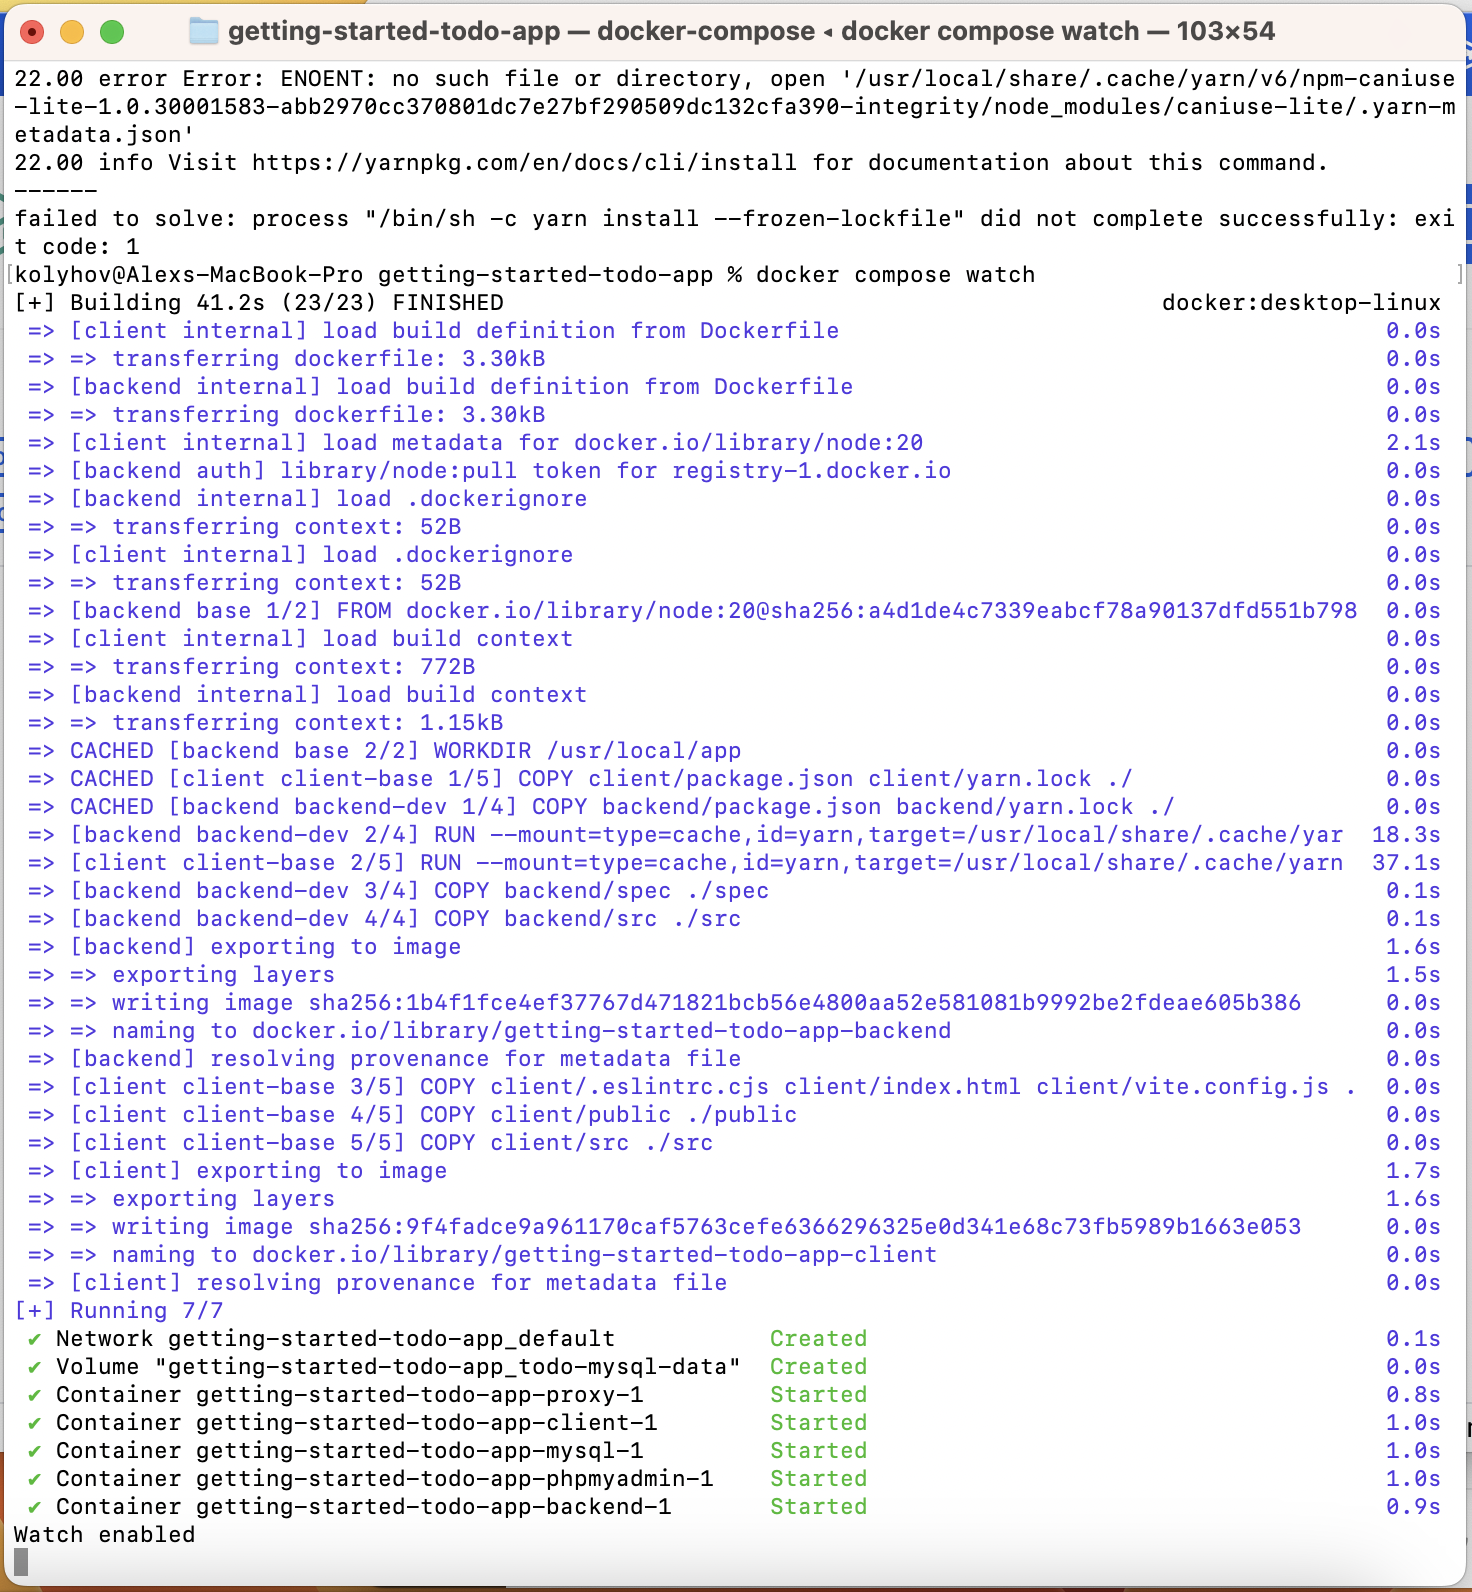 getting-started-todo-app — docker-compose ◂ docker compose watch — 103×54
22.00 error Error: ENOENT: no such file or directory, open '/usr/local/share/.cache/yarn/v6/npm-caniuse
-lite-1.0.30001583-abb2970cc370801dc7e27bf290509dc132cfa390-integrity/node_modules/caniuse-lite/.yarn-m
etadata.json'
22.00 info Visit https://yarnpkg.com/en/docs/cli/install for documentation about this command.
------
failed to solve: process "/bin/sh -c yarn install --frozen-lockfile" did not complete successfully: exi
t code: 1
[kolyhov@Alexs-MacBook-Pro getting-started-todo-app % docker compose watch ]
[+] Building 41.2s (23/23) FINISHED docker:desktop-linux
=> [client internal] load build definition from Dockerfile 0.0s
=> => transferring dockerfile: 3.30kB 0.0s
=> [backend internal] load build definition from Dockerfile 0.0s
=> => transferring dockerfile: 3.30kB 0.0s
=> [client internal] load metadata for docker.io/library/node:20 2.1s
=> [backend auth] library/node:pull token for registry-1.docker.io 0.0s
=> [backend internal] load .dockerignore 0.0s
=> => transferring context: 52B 0.0s
=> [client internal] load .dockerignore 0.0s
=> => transferring context: 52B 0.0s
=> [backend base 1/2] FROM docker.io/library/node:20@sha256:a4d1de4c7339eabcf78a90137dfd551b798 0.0s
=> [client internal] load build context 0.0s
=> => transferring context: 772B 0.0s
=> [backend internal] load build context 0.0s
=> => transferring context: 1.15kB 0.0s
=> CACHED [backend base 2/2] WORKDIR /usr/local/app 0.0s
=> CACHED [client client-base 1/5] COPY client/package.json client/yarn.lock ./ 0.0s
=> CACHED [backend backend-dev 1/4] COPY backend/package.json backend/yarn.lock ./ 0.0s
=> [backend backend-dev 2/4] RUN --mount=type=cache,id=yarn,target=/usr/local/share/.cache/yar 18.3s
=> [client client-base 2/5] RUN --mount=type=cache,id=yarn,target=/usr/local/share/.cache/yarn 37.1s
=> [backend backend-dev 3/4] COPY backend/spec ./spec 0.1s
=> [backend backend-dev 4/4] COPY backend/src ./src 0.1s
=> [backend] exporting to image 1.6s
=> => exporting layers 1.5s
=> => writing image sha256:1b4f1fce4ef37767d471821bcb56e4800aa52e581081b9992be2fdeae605b386 0.0s
=> => naming to docker.io/library/getting-started-todo-app-backend 0.0s
=> [backend] resolving provenance for metadata file 0.0s
=> [client client-base 3/5] COPY client/.eslintrc.cjs client/index.html client/vite.config.js . 0.0s
=> [client client-base 4/5] COPY client/public ./public 0.0s
=> [client client-base 5/5] COPY client/src ./src 0.0s
=> [client] exporting to image 1.7s
=> => exporting layers 1.6s
=> => writing image sha256:9f4fadce9a961170caf5763cefe6366296325e0d341e68c73fb5989b1663e053 0.0s
=> => naming to docker.io/library/getting-started-todo-app-client 0.0s
=> [client] resolving provenance for metadata file 0.0s
[+] Running 7/7
✔ Network getting-started-todo-app_default Created 0.1s
✔ Volume "getting-started-todo-app_todo-mysql-data" Created 0.0s
✔ Container getting-started-todo-app-proxy-1 Started 0.8s
✔ Container getting-started-todo-app-client-1 Started 1.0s
✔ Container getting-started-todo-app-mysql-1 Started 1.0s
✔ Container getting-started-todo-app-phpmyadmin-1 Started 1.0s
✔ Container getting-started-todo-app-backend-1 Started 0.9s
Watch enabled